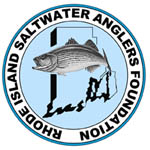 RHODE ISLAND SALTWATER ANGLERS FOUNDATION